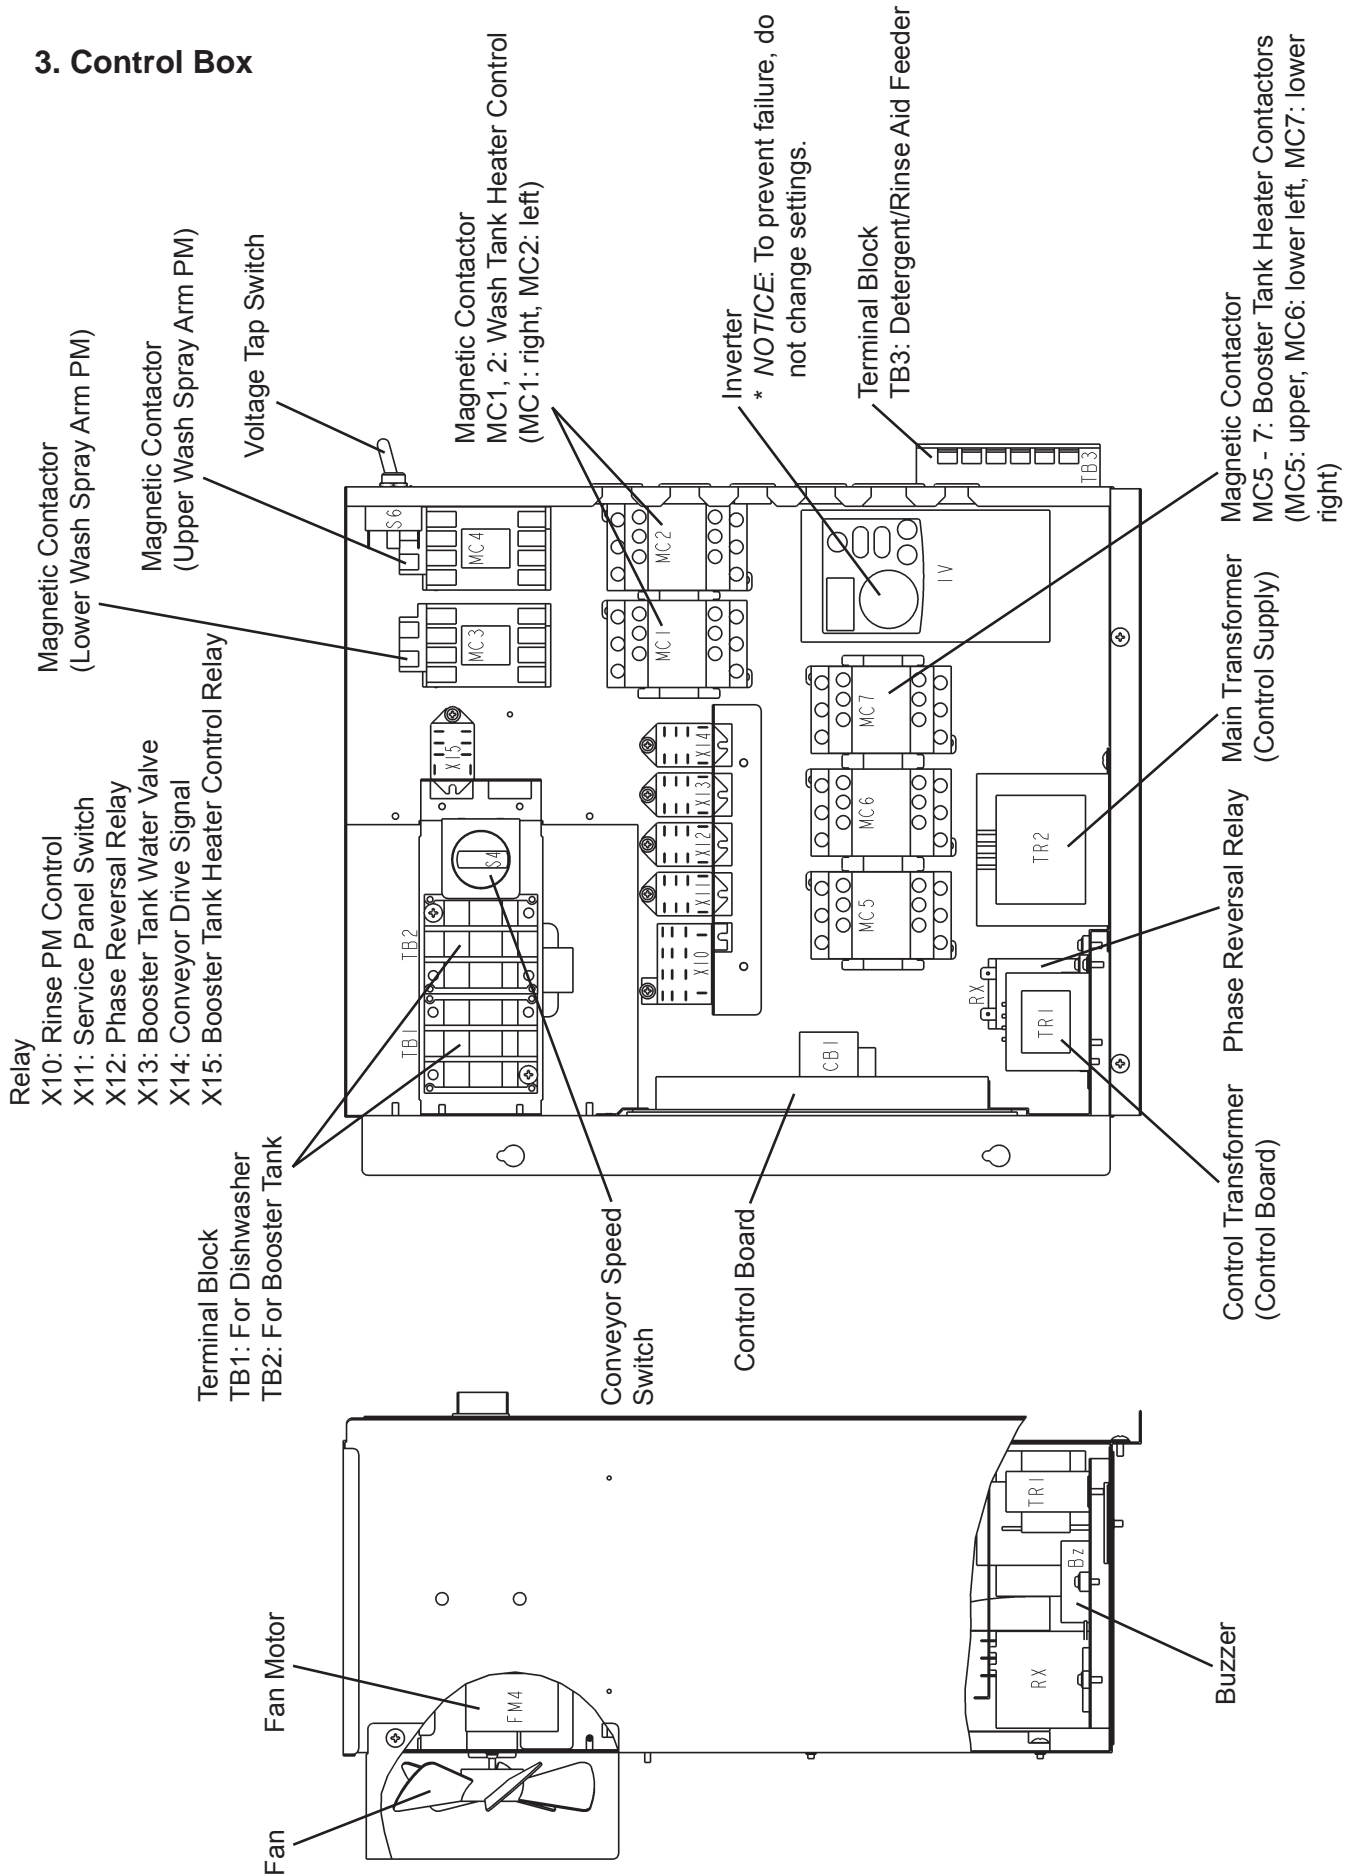 3. Control Box
Relay
X10: Rinse PM Control
X11: Service Panel Switch
X12: Phase Reversal Relay
X13: Booster Tank Water Valve
X14: Conveyor Drive Signal
X15: Booster Tank Heater Control Relay
Magnetic Contactor
(Lower Wash Spray Arm PM)
Magnetic Contactor
(Upper Wash Spray Arm PM)
Voltage Tap Switch
Magnetic Contactor
MC1, 2: Wash Tank Heater Control
(MC1: right, MC2: left)
Inverter
* NOTICE: To prevent failure, do
not change settings.
Terminal Block
TB3: Detergent/Rinse Aid Feeder
Magnetic Contactor
MC5 - 7: Booster Tank Heater Contactors
(MC5: upper, MC6: lower left, MC7: lower
right)
Main Transformer
(Control Supply)
Phase Reversal Relay
Control Transformer
(Control Board)
Terminal Block
TB1: For Dishwasher
TB2: For Booster Tank
Conveyor Speed
Switch
Control Board
Fan Motor
Fan
Buzzer
TB1
TB2
S4
X15
MC3
MC4
S6
X10
X11
X12
X13
X14
MC1
MC2
CB1
MC5
MC6
MC7
IV
TB3
RX
TR1
TR2
FM4
RX
Bz
TR1